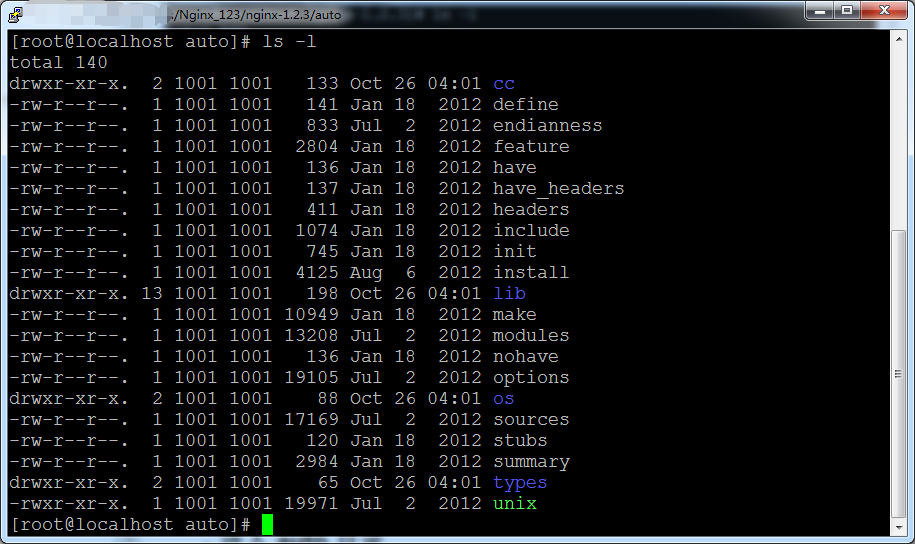 ./Nginx_123/nginx-1.2.3/auto
[root@localhost auto]# ls -l
total 140
drwxr-xr-x.  2 1001 1001   133 Oct 26 04:01 cc
-rw-r--r--.  1 1001 1001   141 Jan 18  2012 define
-rw-r--r--.  1 1001 1001   833 Jul  2  2012 endianness
-rw-r--r--.  1 1001 1001  2804 Jan 18  2012 feature
-rw-r--r--.  1 1001 1001   136 Jan 18  2012 have
-rw-r--r--.  1 1001 1001   137 Jan 18  2012 have_headers
-rw-r--r--.  1 1001 1001   411 Jan 18  2012 headers
-rw-r--r--.  1 1001 1001  1074 Jan 18  2012 include
-rw-r--r--.  1 1001 1001   745 Jan 18  2012 init
-rw-r--r--.  1 1001 1001  4125 Aug  6  2012 install
drwxr-xr-x. 13 1001 1001   198 Oct 26 04:01 lib
-rw-r--r--.  1 1001 1001 10949 Jan 18  2012 make
-rw-r--r--.  1 1001 1001 13208 Jul  2  2012 modules
-rw-r--r--.  1 1001 1001   136 Jan 18  2012 nohave
-rw-r--r--.  1 1001 1001 19105 Jul  2  2012 options
drwxr-xr-x.  2 1001 1001    88 Oct 26 04:01 os
-rw-r--r--.  1 1001 1001 17169 Jul  2  2012 sources
-rw-r--r--.  1 1001 1001   120 Jan 18  2012 stubs
-rw-r--r--.  1 1001 1001  2984 Jan 18  2012 summary
drwxr-xr-x.  2 1001 1001    65 Oct 26 04:01 types
-rwxr-xr-x.  1 1001 1001 19971 Jul  2  2012 unix
[root@localhost auto]#